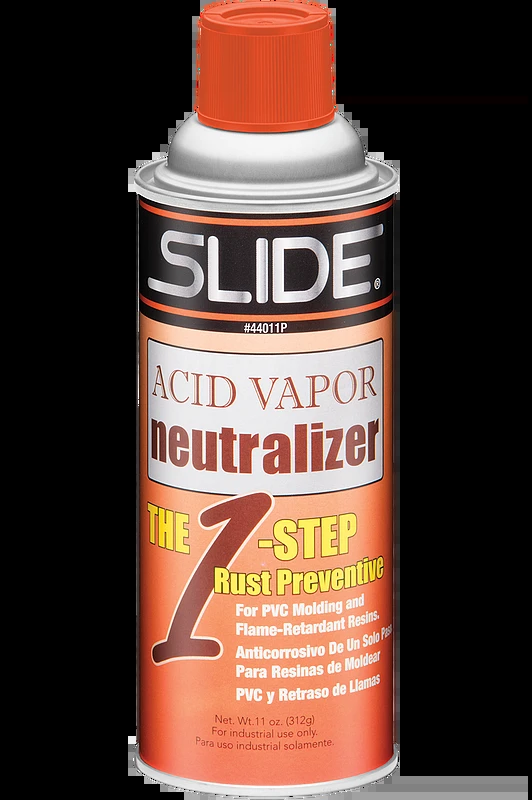 SLIDE®
#44011P
ACID VAPOR
neutralizer
THE 1-STEP
Rust Preventive
For PVC Molding and
Flame-Retardant Resins.
Anticorrosivo De Un Solo Paso
Para Resinas de Moldear
PVC y Retraso de Llamas
Net. Wt.11 oz. (312g)
For industrial use only.
Para uso industrial solamente.